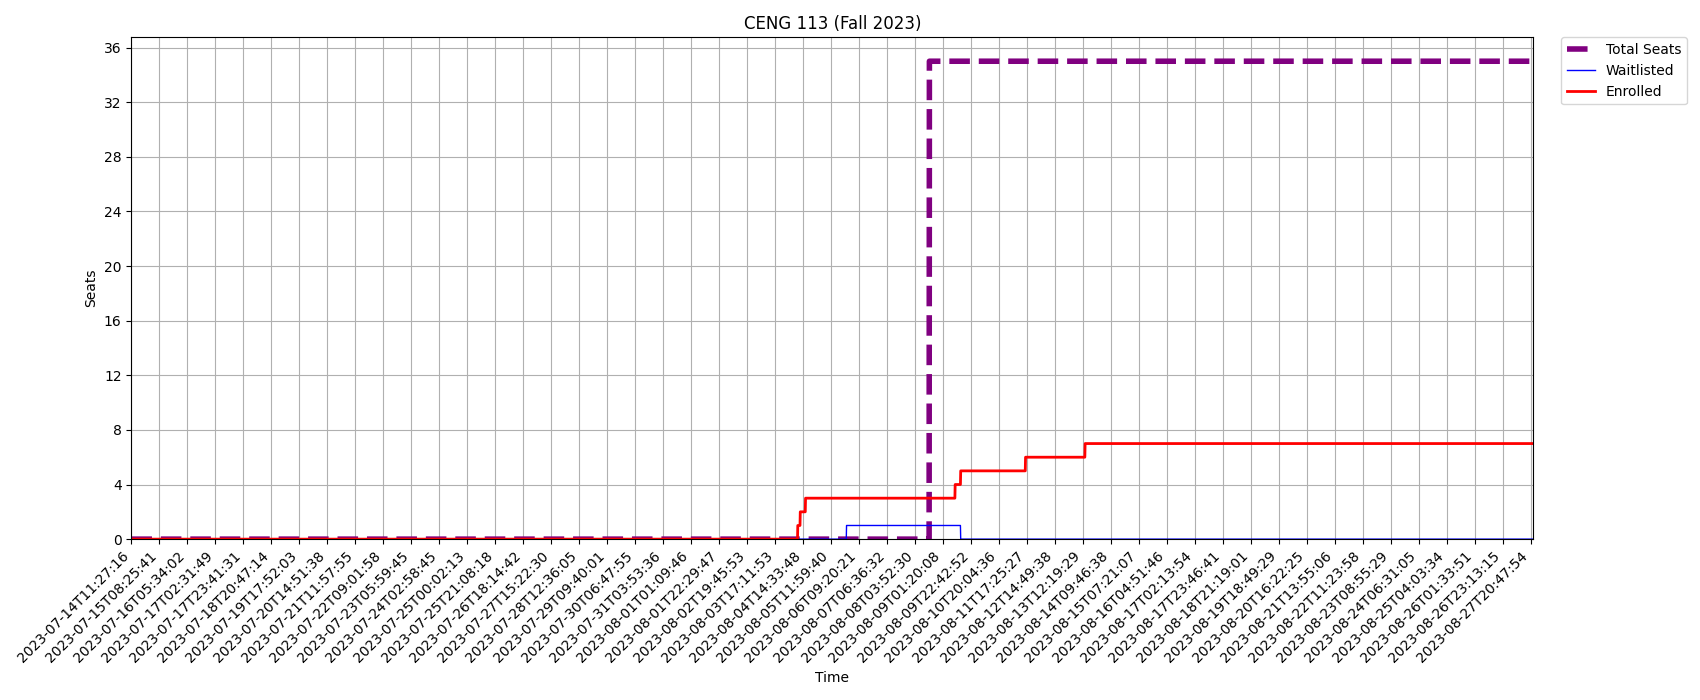 CENG 113 (Fall 2023)
Total Seats
Waitlisted
Enrolled
36
32
28
24
20
16
12
8
4
0
Seats
2023-07-14T11:27:16
2023-07-15T08:25:41
2023-07-16T05:34:02
2023-07-17T02:31:49
2023-07-17T23:41:31
2023-07-18T20:47:14
2023-07-19T17:52:03
2023-07-20T14:51:38
2023-07-21T11:57:55
2023-07-22T09:01:58
2023-07-23T05:59:45
2023-07-24T02:58:45
2023-07-25T00:02:13
2023-07-25T21:08:18
2023-07-26T18:14:42
2023-07-27T15:22:30
2023-07-28T12:36:05
2023-07-29T09:40:01
2023-07-30T06:47:55
2023-07-31T03:53:36
2023-08-01T01:09:46
2023-08-01T22:29:47
2023-08-02T19:45:53
2023-08-03T17:11:53
2023-08-04T14:33:48
2023-08-05T11:59:40
2023-08-06T09:20:21
2023-08-07T06:36:32
2023-08-08T03:52:30
2023-08-09T01:20:08
2023-08-09T22:42:52
2023-08-10T20:04:36
2023-08-11T17:25:27
2023-08-12T14:49:38
2023-08-13T12:19:29
2023-08-14T09:46:38
2023-08-15T07:21:07
2023-08-16T04:51:46
2023-08-17T02:13:54
2023-08-17T23:46:41
2023-08-18T21:19:01
2023-08-19T18:49:29
2023-08-20T16:22:25
2023-08-21T13:55:06
2023-08-22T11:23:58
2023-08-23T08:55:29
2023-08-24T06:31:05
2023-08-25T04:03:34
2023-08-26T01:33:51
2023-08-26T23:13:15
2023-08-27T20:47:54
Time